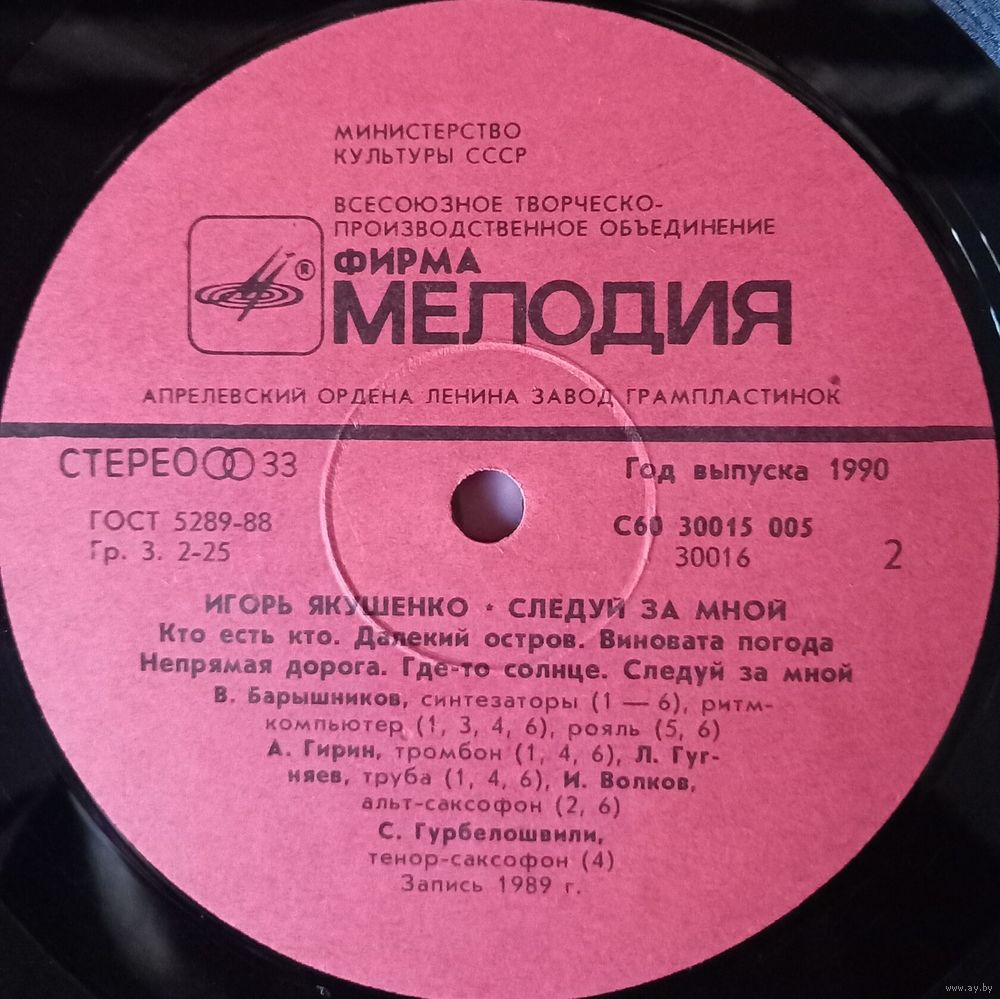 МИНИСТЕРСТВО
КУЛЬТУРЫ СССР
ВСЕСОЮЗНОЕ ТВОРЧЕСКО-
ПРОИЗВОДСТВЕННОЕ ОБЪЕДИНЕНИЕ
®
ФИРМА
МЕЛОДИЯ
АПРЕЛЕВСКИЙ ОРДЕНА ЛЕНИНА ЗАВОД ГРАМПЛАСТИНОК
СТЕРЕО 33
Год выпуска 1990
ГОСТ 5289-88
С60 30015 005
Гр. 3. 2-25
30016
2
ИГОРЬ ЯКУШЕНКО • СЛЕДУЙ ЗА МНОЙ
Кто есть кто. Далекий остров. Виновата погода
Непрямая дорога. Где-то солнце. Следуй за мной
В. Барышников, синтезаторы (1 — 6), ритм-
компьютер (1, 3, 4, 6), рояль (5, 6)
А. Гирин, тромбон (1, 4, 6), Л. Гуг-
няев, труба (1, 4, 6), И. Волков,
альт-саксофон (2, 6)
С. Гурбелошвили,
тенор-саксофон (4)
Запись 1989 г.
www.ay.by